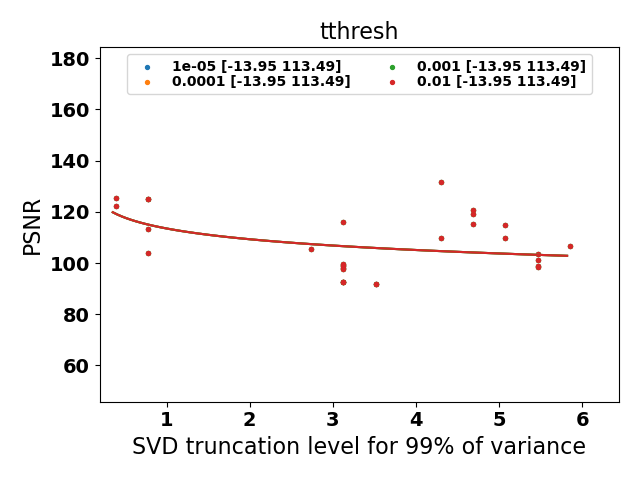 tthresh
1e-05 [-13.95 113.49]
0.0001 [-13.95 113.49]
0.001 [-13.95 113.49]
0.01 [-13.95 113.49]
PSNR
180
160
140
120
100
80
60
1 2 3 4 5 6
SVD truncation level for 99% of variance